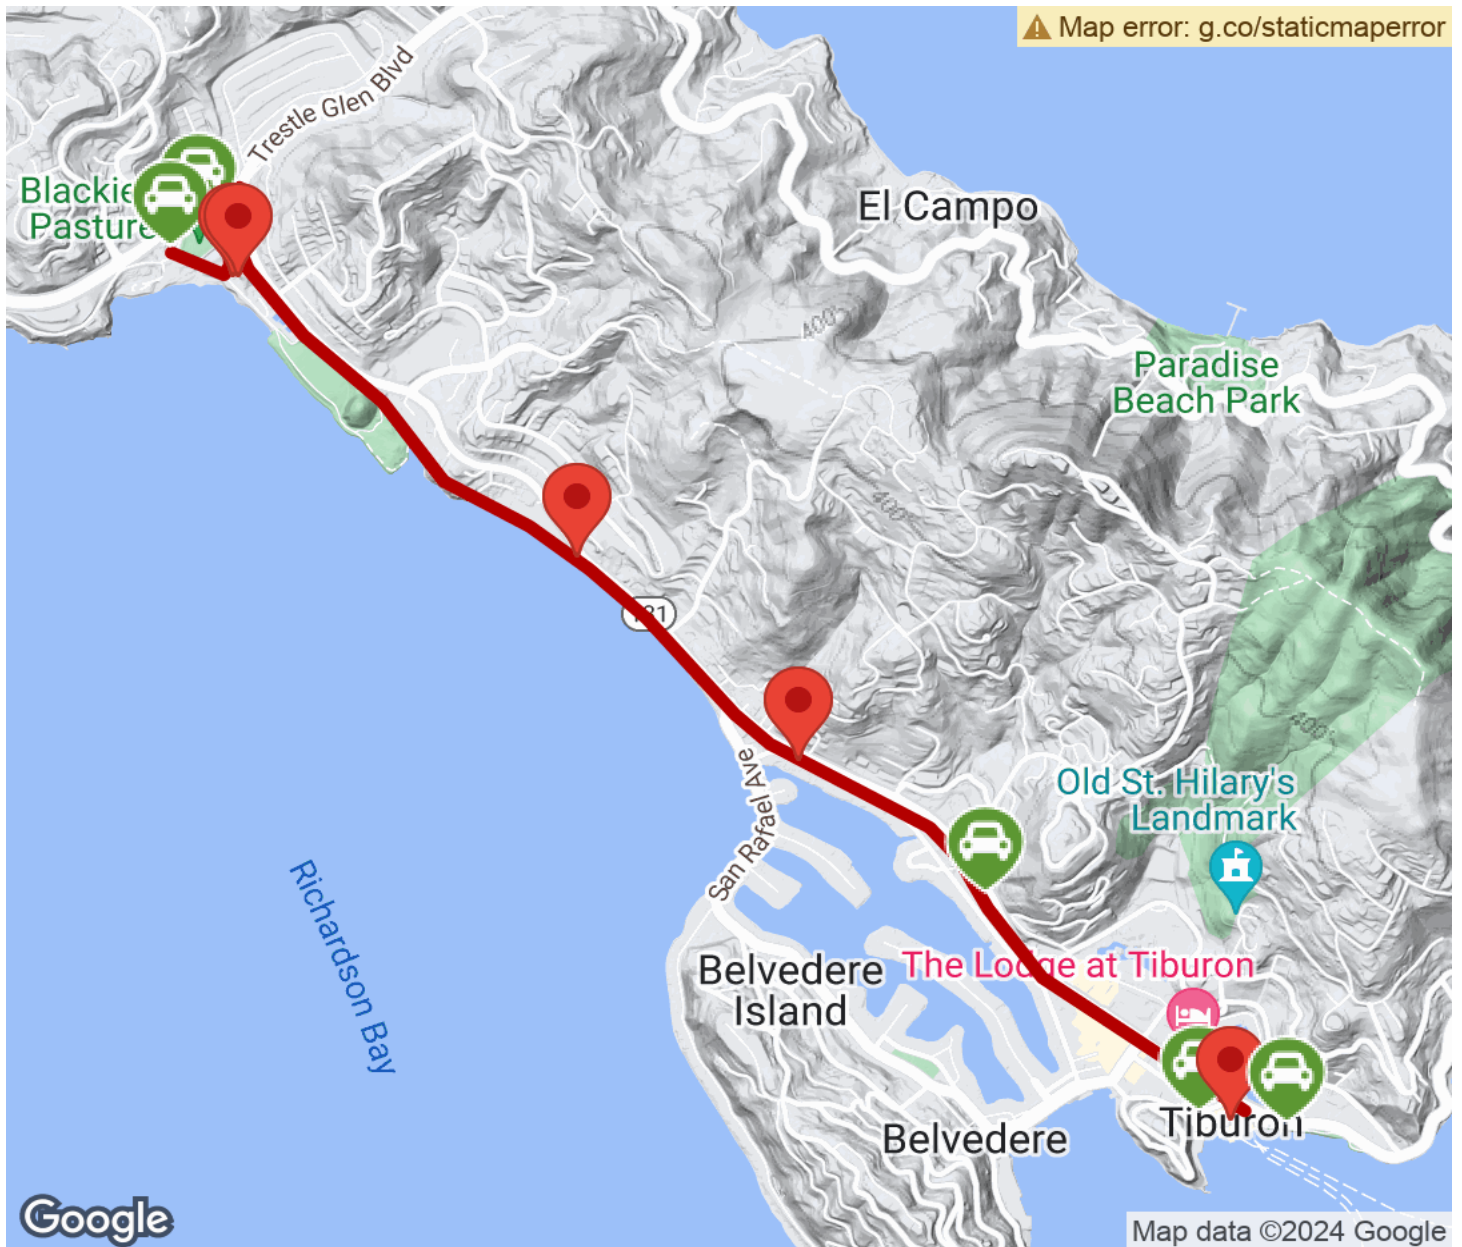 Map error: g.co/staticmaperror
Trestle Glen Blvd
Blackie
Pasture
El Campo
400'
Paradise
Beach Park
400'
131
400'
San Rafael Ave
Old St. Hilary's
Landmark
Richardson Bay
Belvedere
Island
The Lodge at Tiburon
Tiburon
Belvedere
Google
Map data ©2024 Google